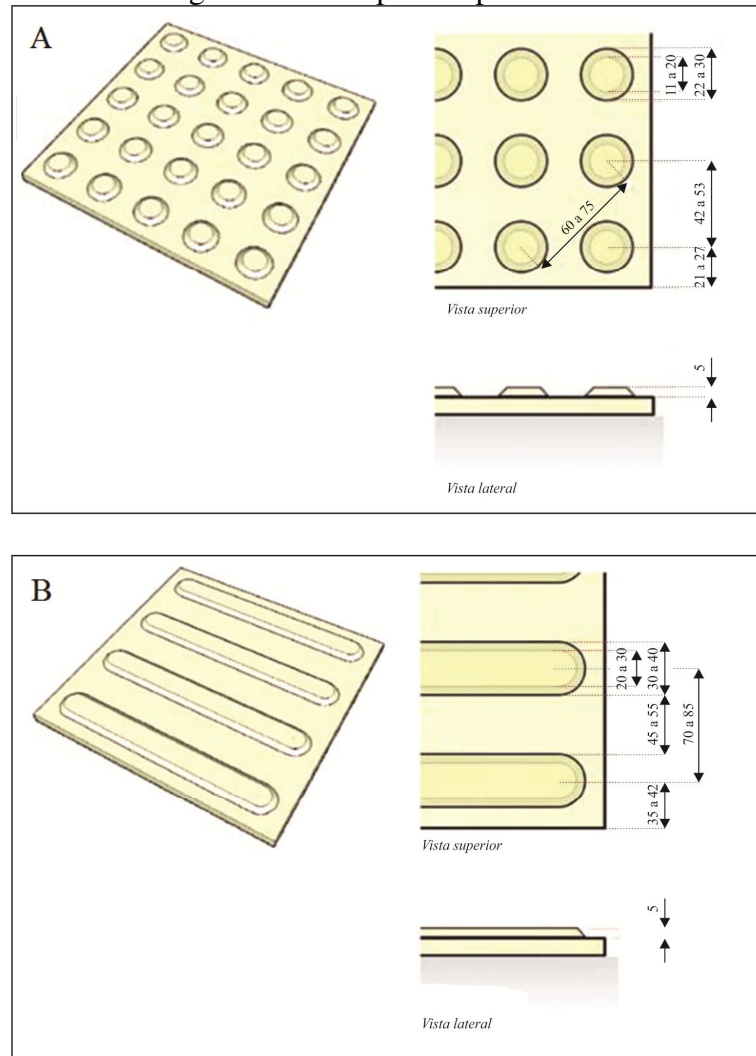 A
11 a 20
22 a 30
60 a 75
42 a 53
21 a 27
Vista superior
5
Vista lateral
B
20 a 30
30 a 40
45 a 55
70 a 85
35 a 42
Vista superior
5
Vista lateral